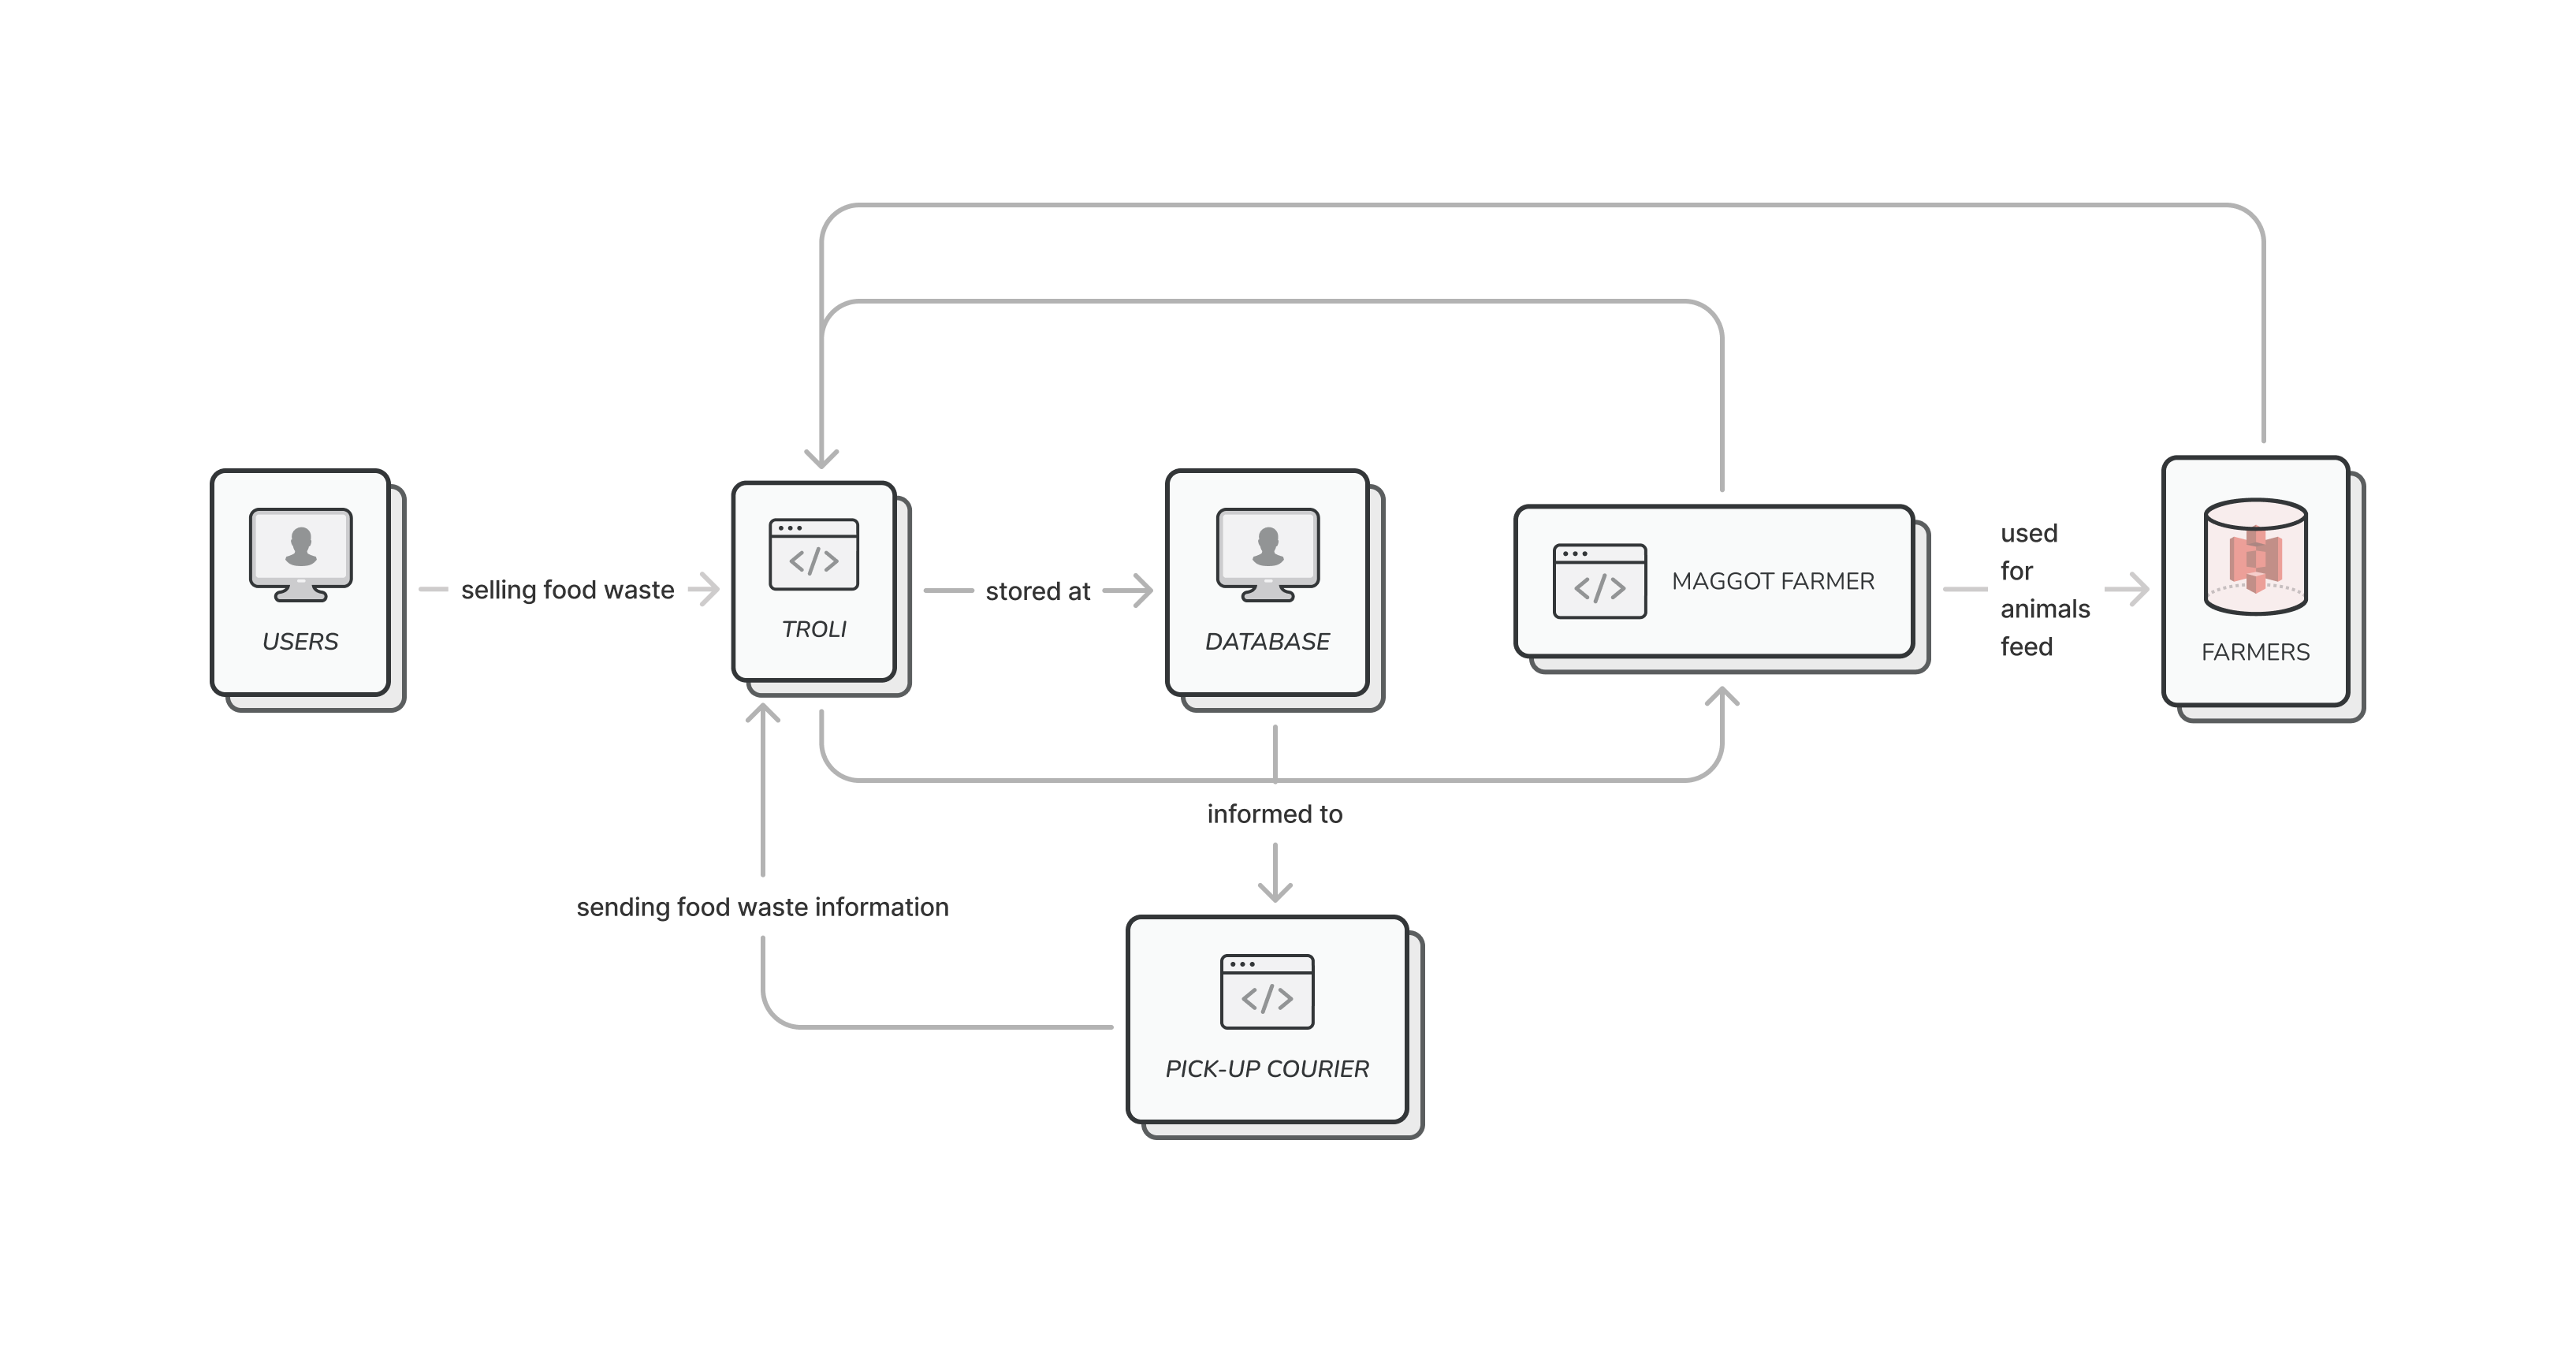 USERS
selling food waste
TROLI
stored at
DATABASE
MAGGOT FARMER
used
for
animals
feed
FARMERS
informed to
sending food waste information
PICK-UP COURIER